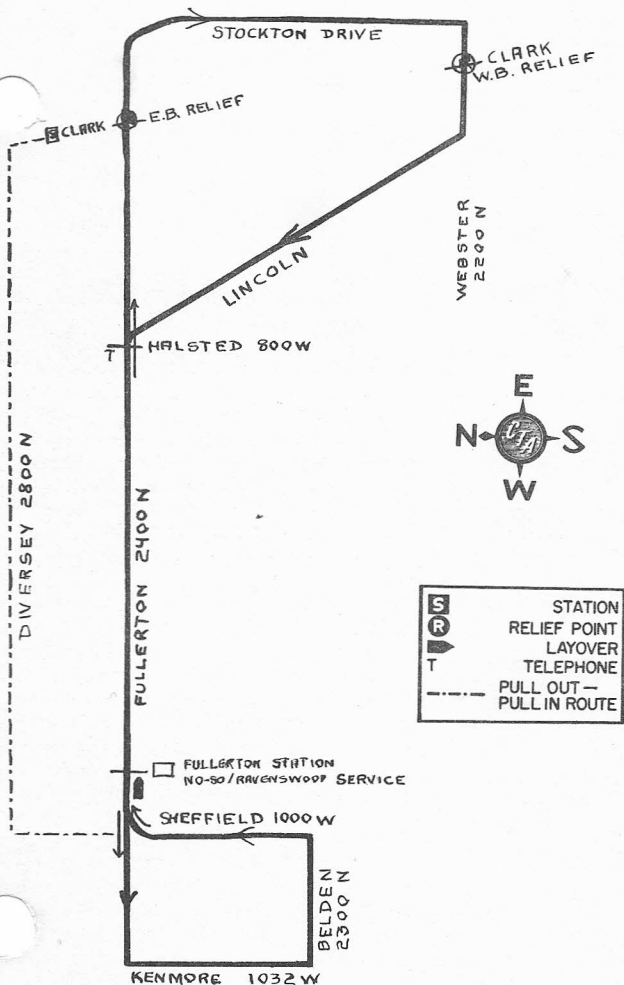 STOCKTON DRIVE
CLARK
W.B. RELIEF
S CLARK
R
E.B. RELIEF
WEBSTER
2200 N
LINCOLN
T
HALSTED 800W
E
N
CTA
S
W
DIVERSEY 2800 N
FULLERTON 2400N
S STATION
R RELIEF POINT
LAYOVER
T TELEPHONE
PULL OUT –
PULL IN ROUTE
FULLERTON STATION
NO-SO/RAVENSWOOD SERVICE
SHEFFIELD 1000 W
BELDEN
2300 N
KENMORE 1032 W